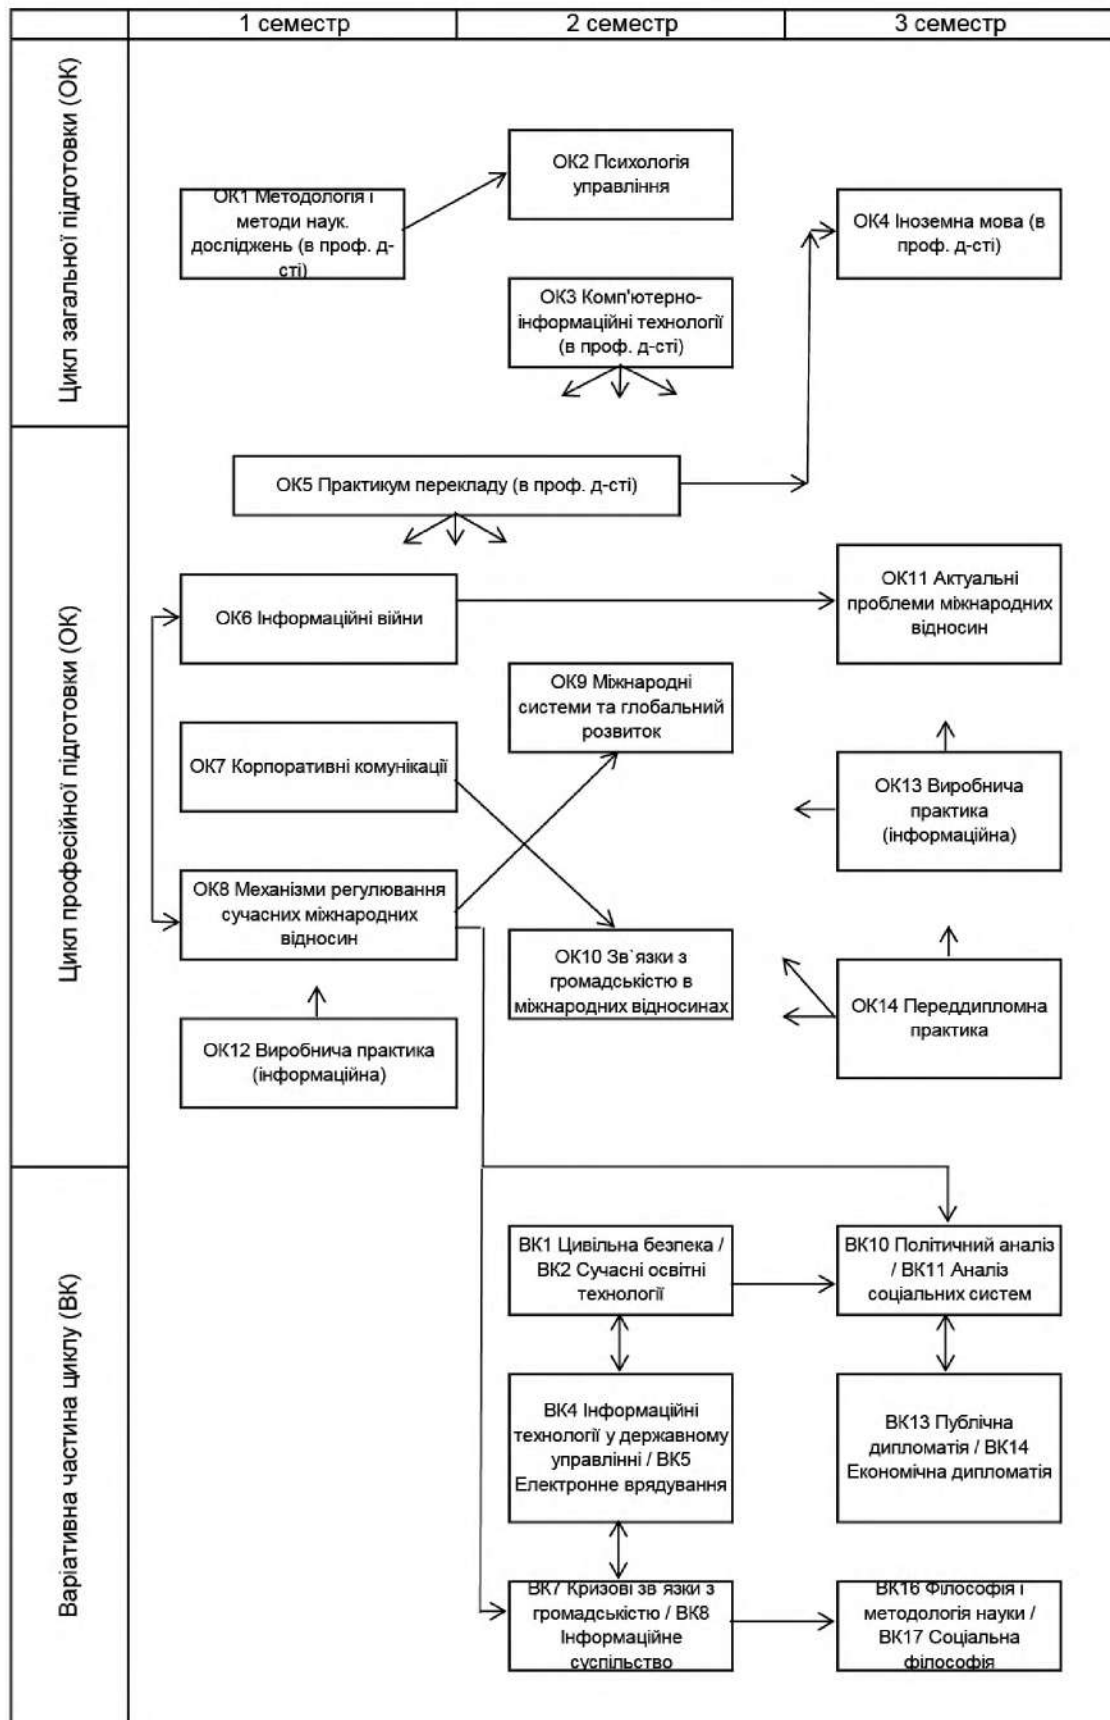 1 семестр
2 семестр
3 семестр
Цикл загальної підготовки (ОК)
ОК1 Методологія і
методи наук.
досліджень (в проф. д-
сті)
ОК2 Психологія
управління
ОК3 Комп'ютерно-
інформаційні технології
(в проф. д-сті)
ОК4 Іноземна мова (в
проф. д-сті)
Цикл професійної підготовки (ОК)
ОК5 Практикум перекладу (в проф. д-сті)
ОК6 Інформаційні війни
ОК11 Актуальні
проблеми міжнародних
відносин
ОК9 Міжнародні
системи та глобальний
розвиток
ОК7 Корпоративні комунікації
ОК13 Виробнича
практика
(інформаційна)
ОК8 Механізми регулювання
сучасних міжнародних
відносин
ОК10 Зв`язки з
громадськістю в
міжнародних відносинах
ОК14 Переддипломна
практика
ОК12 Виробнича практика
(інформаційна)
Варіативна частина циклу (ВК)
ВК1 Цивільна безпека /
ВК2 Сучасні освітні
технології
ВК10 Політичний аналіз
/ ВК11 Аналіз
соціальних систем
ВК4 Інформаційні
технології у державному
управлінні / ВК5
Електронне врядування
ВК13 Публічна
дипломатія / ВК14
Економічна дипломатія
ВК7 Кризові зв`язки з
громадськістю / ВК8
Інформаційне
суспільство
ВК16 Філософія і
методологія науки /
ВК17 Соціальна
філософія